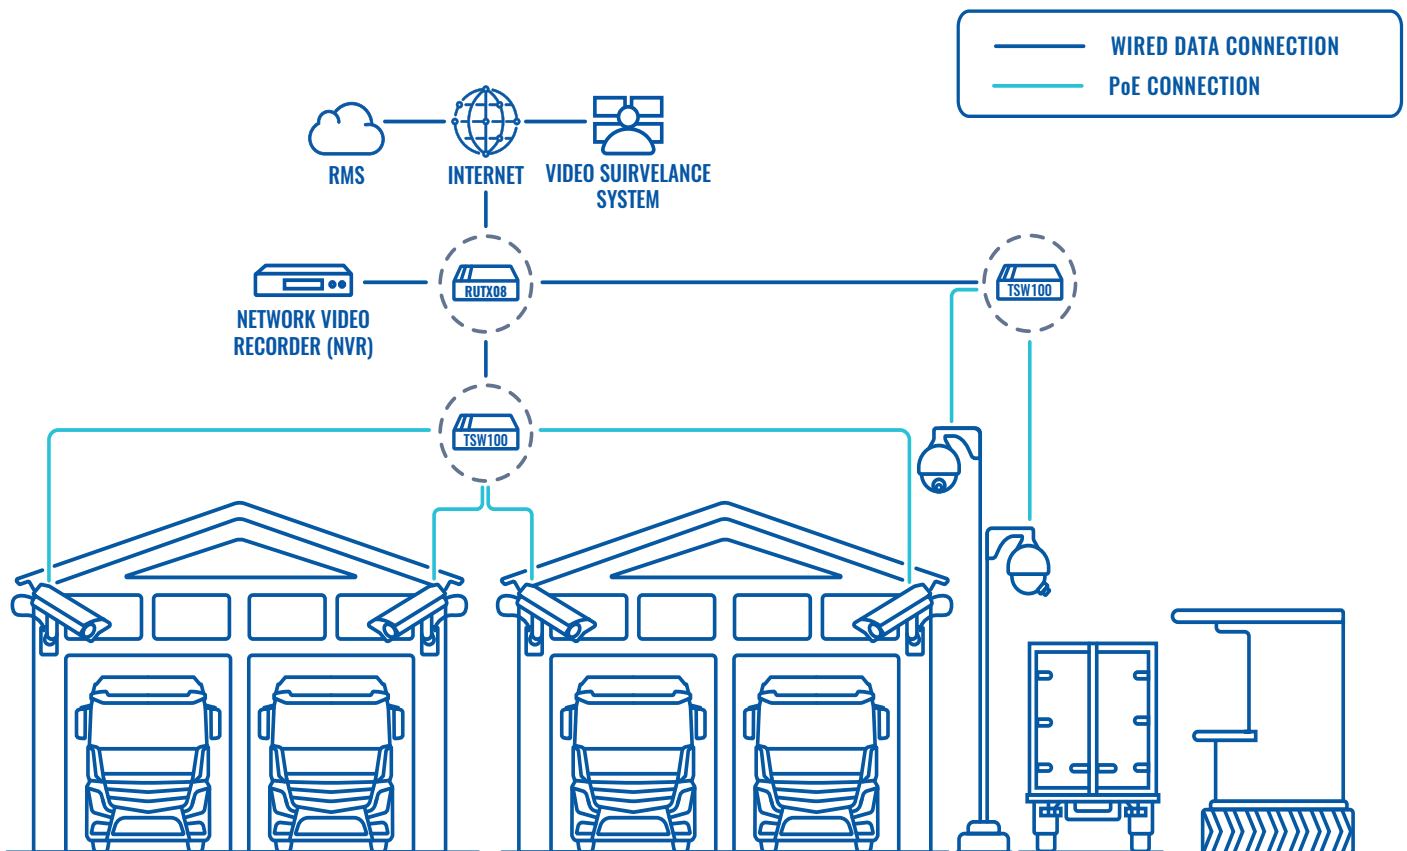 WIRED DATA CONNECTION
PoE CONNECTION
RMS
INTERNET
VIDEO SUIRVELANCE
SYSTEM
RUTX08
TSW100
NETWORK VIDEO
RECORDER (NVR)
TSW100